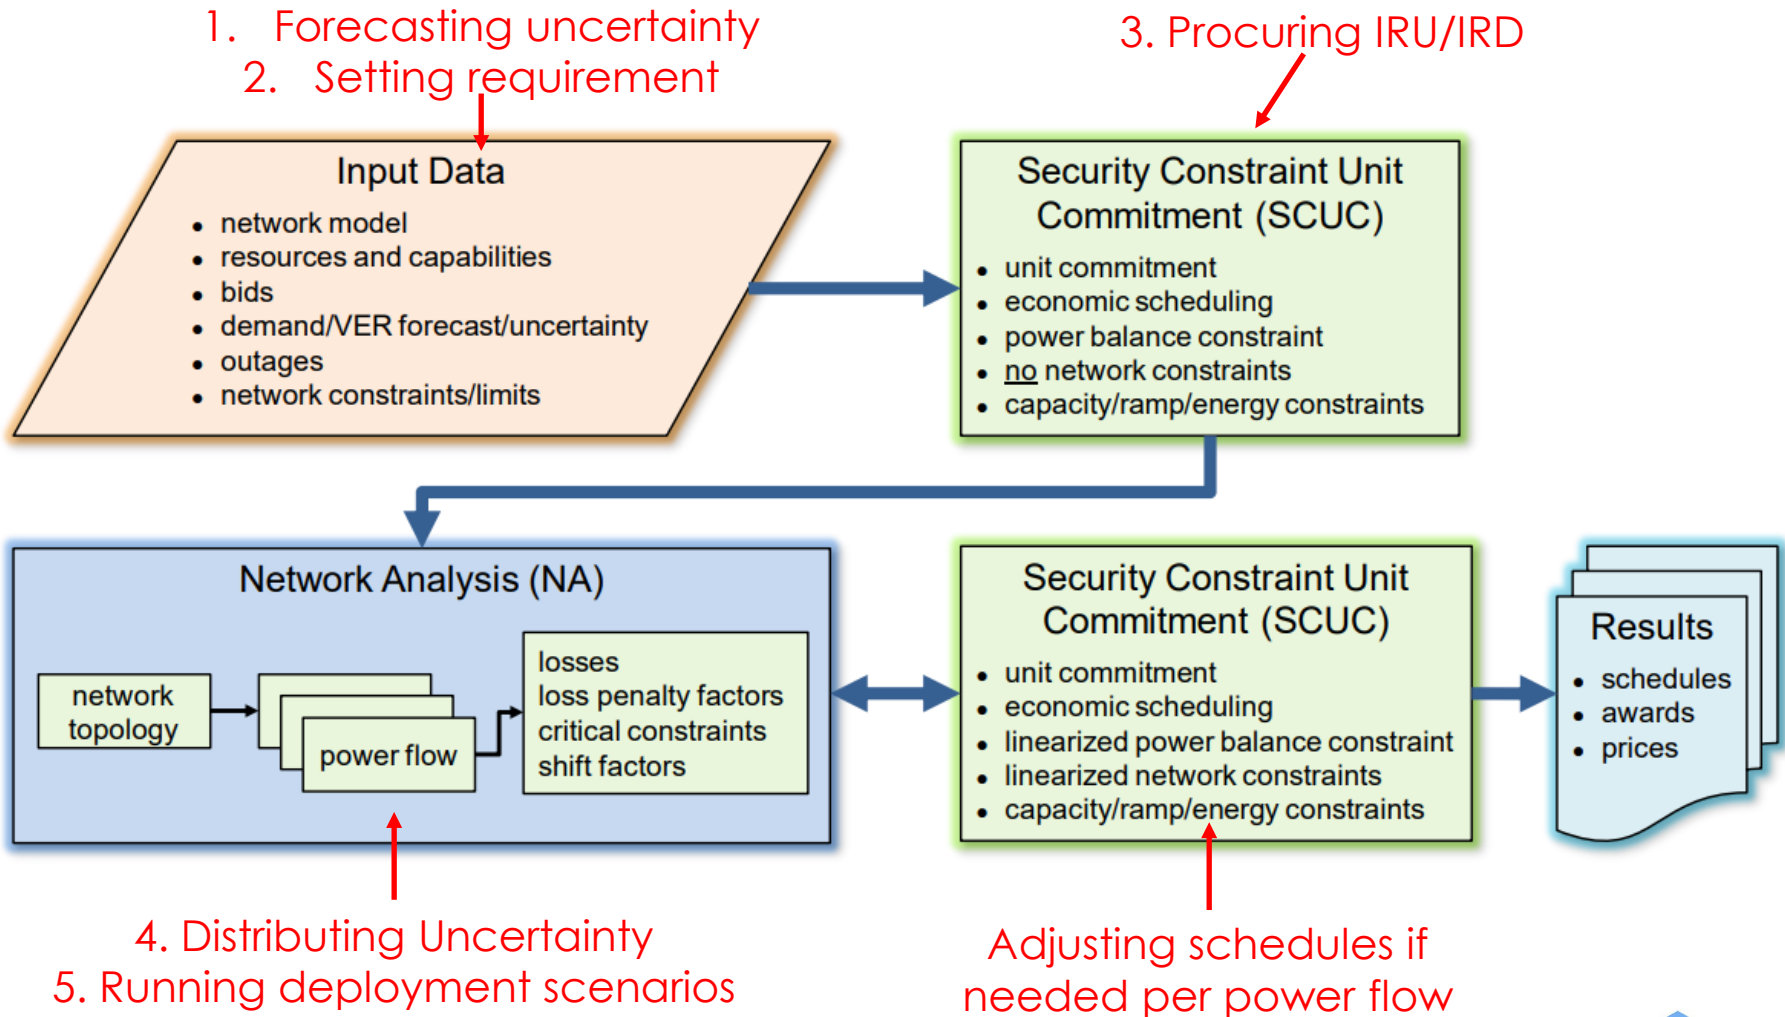 1. Forecasting uncertainty
2. Setting requirement
3. Procuring IRU/IRD
Input Data
• network model
• resources and capabilities
• bids
• demand/VER forecast/uncertainty
• outages
• network constraints/limits
Security Constraint Unit
Commitment (SCUC)
• unit commitment
• economic scheduling
• power balance constraint
• no network constraints
• capacity/ramp/energy constraints
Network Analysis (NA)
network
topology
power flow
losses
loss penalty factors
critical constraints
shift factors
Security Constraint Unit
Commitment (SCUC)
• unit commitment
• economic scheduling
• linearized power balance constraint
• linearized network constraints
• capacity/ramp/energy constraints
Results
• schedules
• awards
• prices
4. Distributing Uncertainty
5. Running deployment scenarios
Adjusting schedules if
needed per power flow